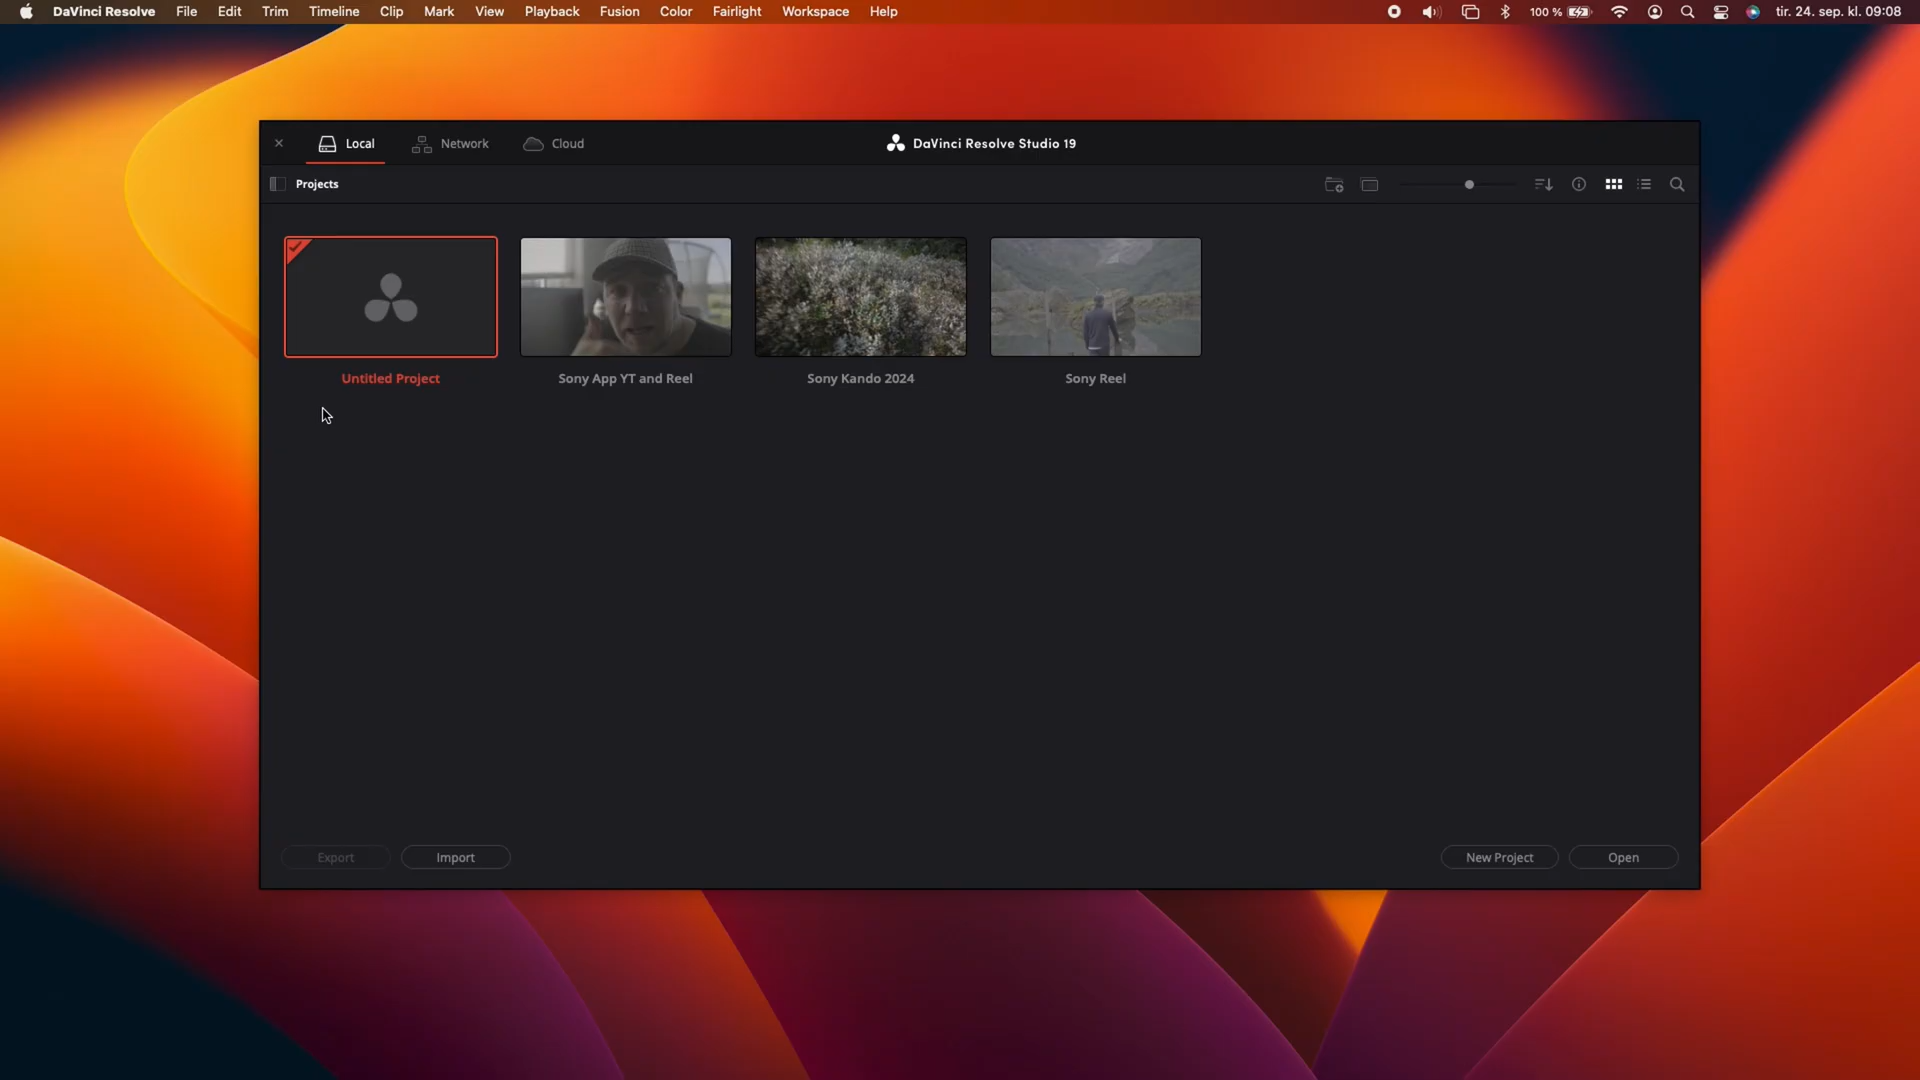 DaVinci Resolve File Edit Trim Timeline Clip Mark View Playback Fusion Color Fairlight Workspace Help 100 % tir. 24. sep. kl. 09:08
Local Network Cloud DaVinci Resolve Studio 19
Projects
Untitled Project Sony App YT and Reel Sony Kando 2024 Sony Reel
Export Import New Project Open